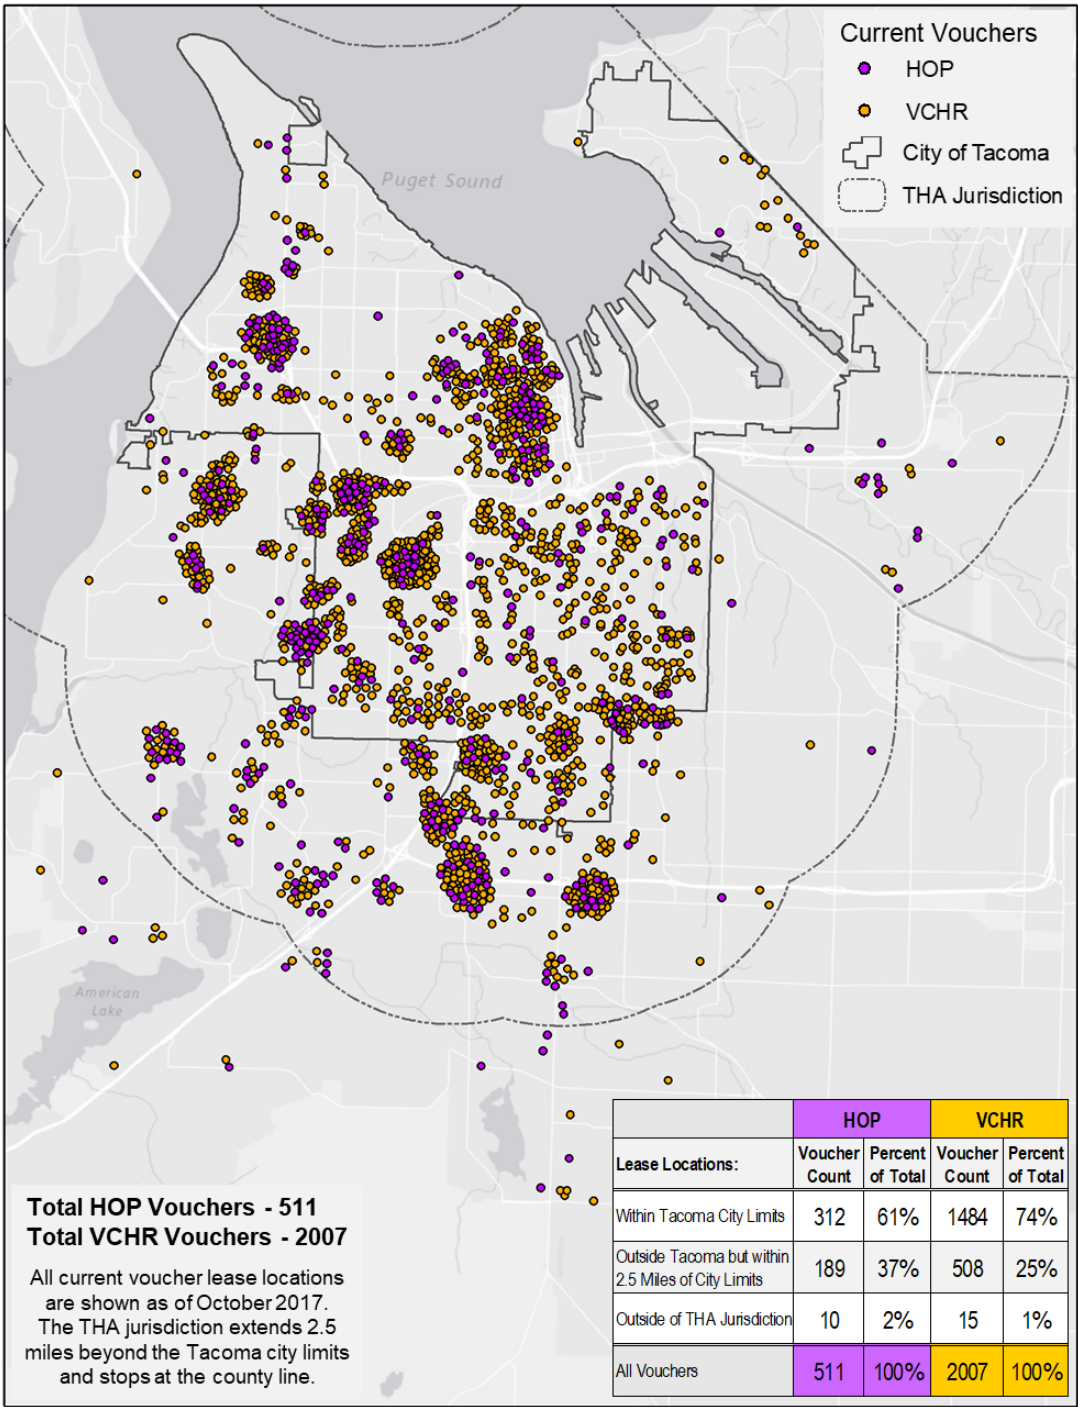 Current Vouchers
HOP
VCHR
City of Tacoma
THA Jurisdiction
Puget Sound
American
Lake
Total HOP Vouchers - 511
Total VCHR Vouchers - 2007
All current voucher lease locations
are shown as of October 2017.
The THA jurisdiction extends 2.5
miles beyond the Tacoma city limits
and stops at the county line.
HOP VCHR
Lease Locations: Voucher Count Percent of Total Voucher Count Percent of Total
Within Tacoma City Limits 312 61% 1484 74%
Outside Tacoma but within 2.5 Miles of City Limits 189 37% 508 25%
Outside of THA Jurisdiction 10 2% 15 1%
All Vouchers 511 100% 2007 100%